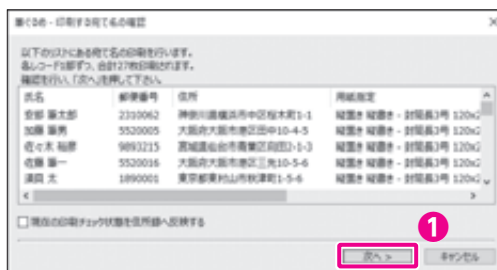 筆ぐるめ - 印刷する宛て名の確認
以下のリストにある宛て名の印刷を行います。
各レコード1部ずつ、合計27枚印刷されます。
確認を行い、「次へ」を押して下さい。
氏名 郵便番号 住所 用紙指定
安部 筆太郎 2310062 神奈川県横浜市中区桜木町1-1 縦置き 縦書き - 封筒長3号 120x2
加藤 筆男 5520005 大阪府大阪市港区田中10-4-5 縦置き 縦書き - 封筒長3号 120x2
佐々木 裕彦 9893215 宮城県仙台市青葉区向田2-1-3 縦置き 縦書き - 封筒長3号 120x2
佐藤 筆一 5520016 大阪府大阪市港区三先10-5-6 縦置き 縦書き - 封筒長3号 120x2
満員 太 1890001 東京都東村山市秋津町1-5-6 縦置き 縦書き - 封筒長3号 120x2
現在の印刷チェック状態を住所録へ反映する
1
次へ > キャンセル